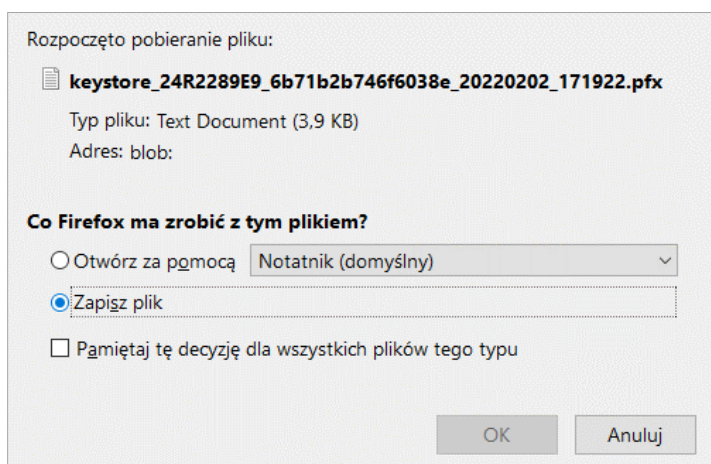 Rozpoczęto pobieranie pliku:
keystore_24R2289E9_6b71b2b746f6038e_20220202_171922.pfx
Typ pliku: Text Document (3,9 KB)
Adres: blob:
Co Firefox ma zrobić z tym plikiem?
Otwórz za pomocą Notatnik (domyślny)
Zapisz plik
Pamiętaj tę decyzję dla wszystkich plików tego typu
OK Anuluj